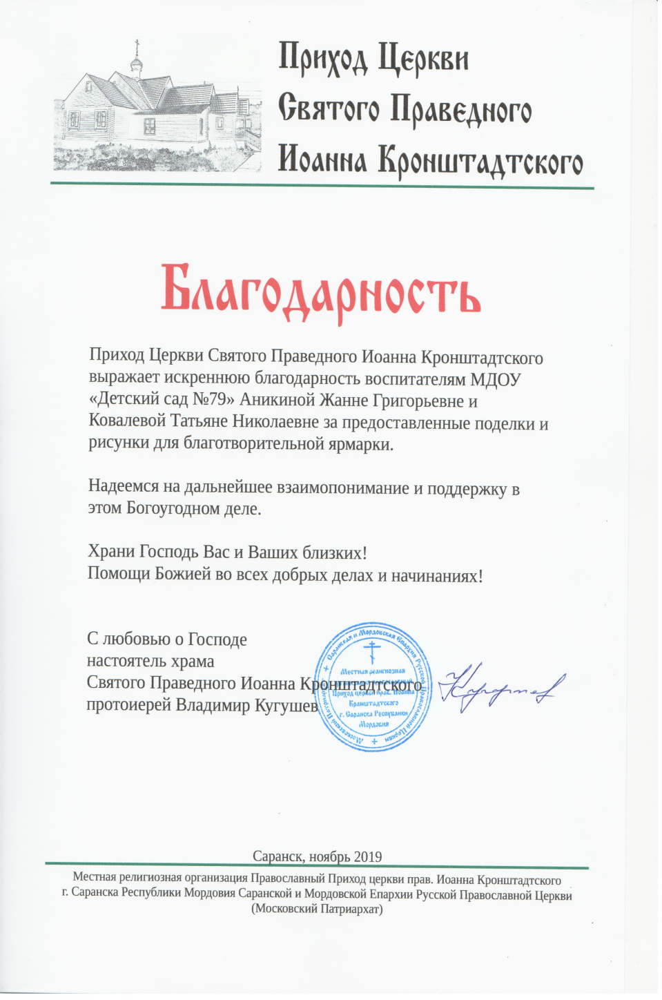 Приход Церкви
Святого Праведного
Иоанна Кронштадтского
Благодарность
Приход Церкви Святого Праведного Иоанна Кронштадтского
выражает искреннюю благодарность воспитателям МДОУ
«Детский сад №79» Аникиной Жанне Григорьевне и
Ковалевой Татьяне Николаевне за предоставленные поделки и
рисунки для благотворительной ярмарки.
Надеемся на дальнейшее взаимопонимание и поддержку в
этом Богоугодном деле.
Храни Господь Вас и Ваших близких!
Помощи Божией во всех добрых делах и начинаниях!
С любовью о Господе
настоятель храма
Святого Праведного Иоанна Кронштадтского
протоиерей Владимир Кугушев
Саранская и Мордовская Епархия Русской Православной Церкви
Московский Патриархат
Местная религиозная
Приход церкви прав. Иоанна
Кранштадтского
г. Саранска Республики
Мордовия
Саранск, ноябрь 2019
Местная религиозная организация Православный Приход церкви прав. Иоанна Кронштадтского
г. Саранска Республики Мордовия Саранской и Мордовской Епархии Русской Православной Церкви
(Московский Патриархат)